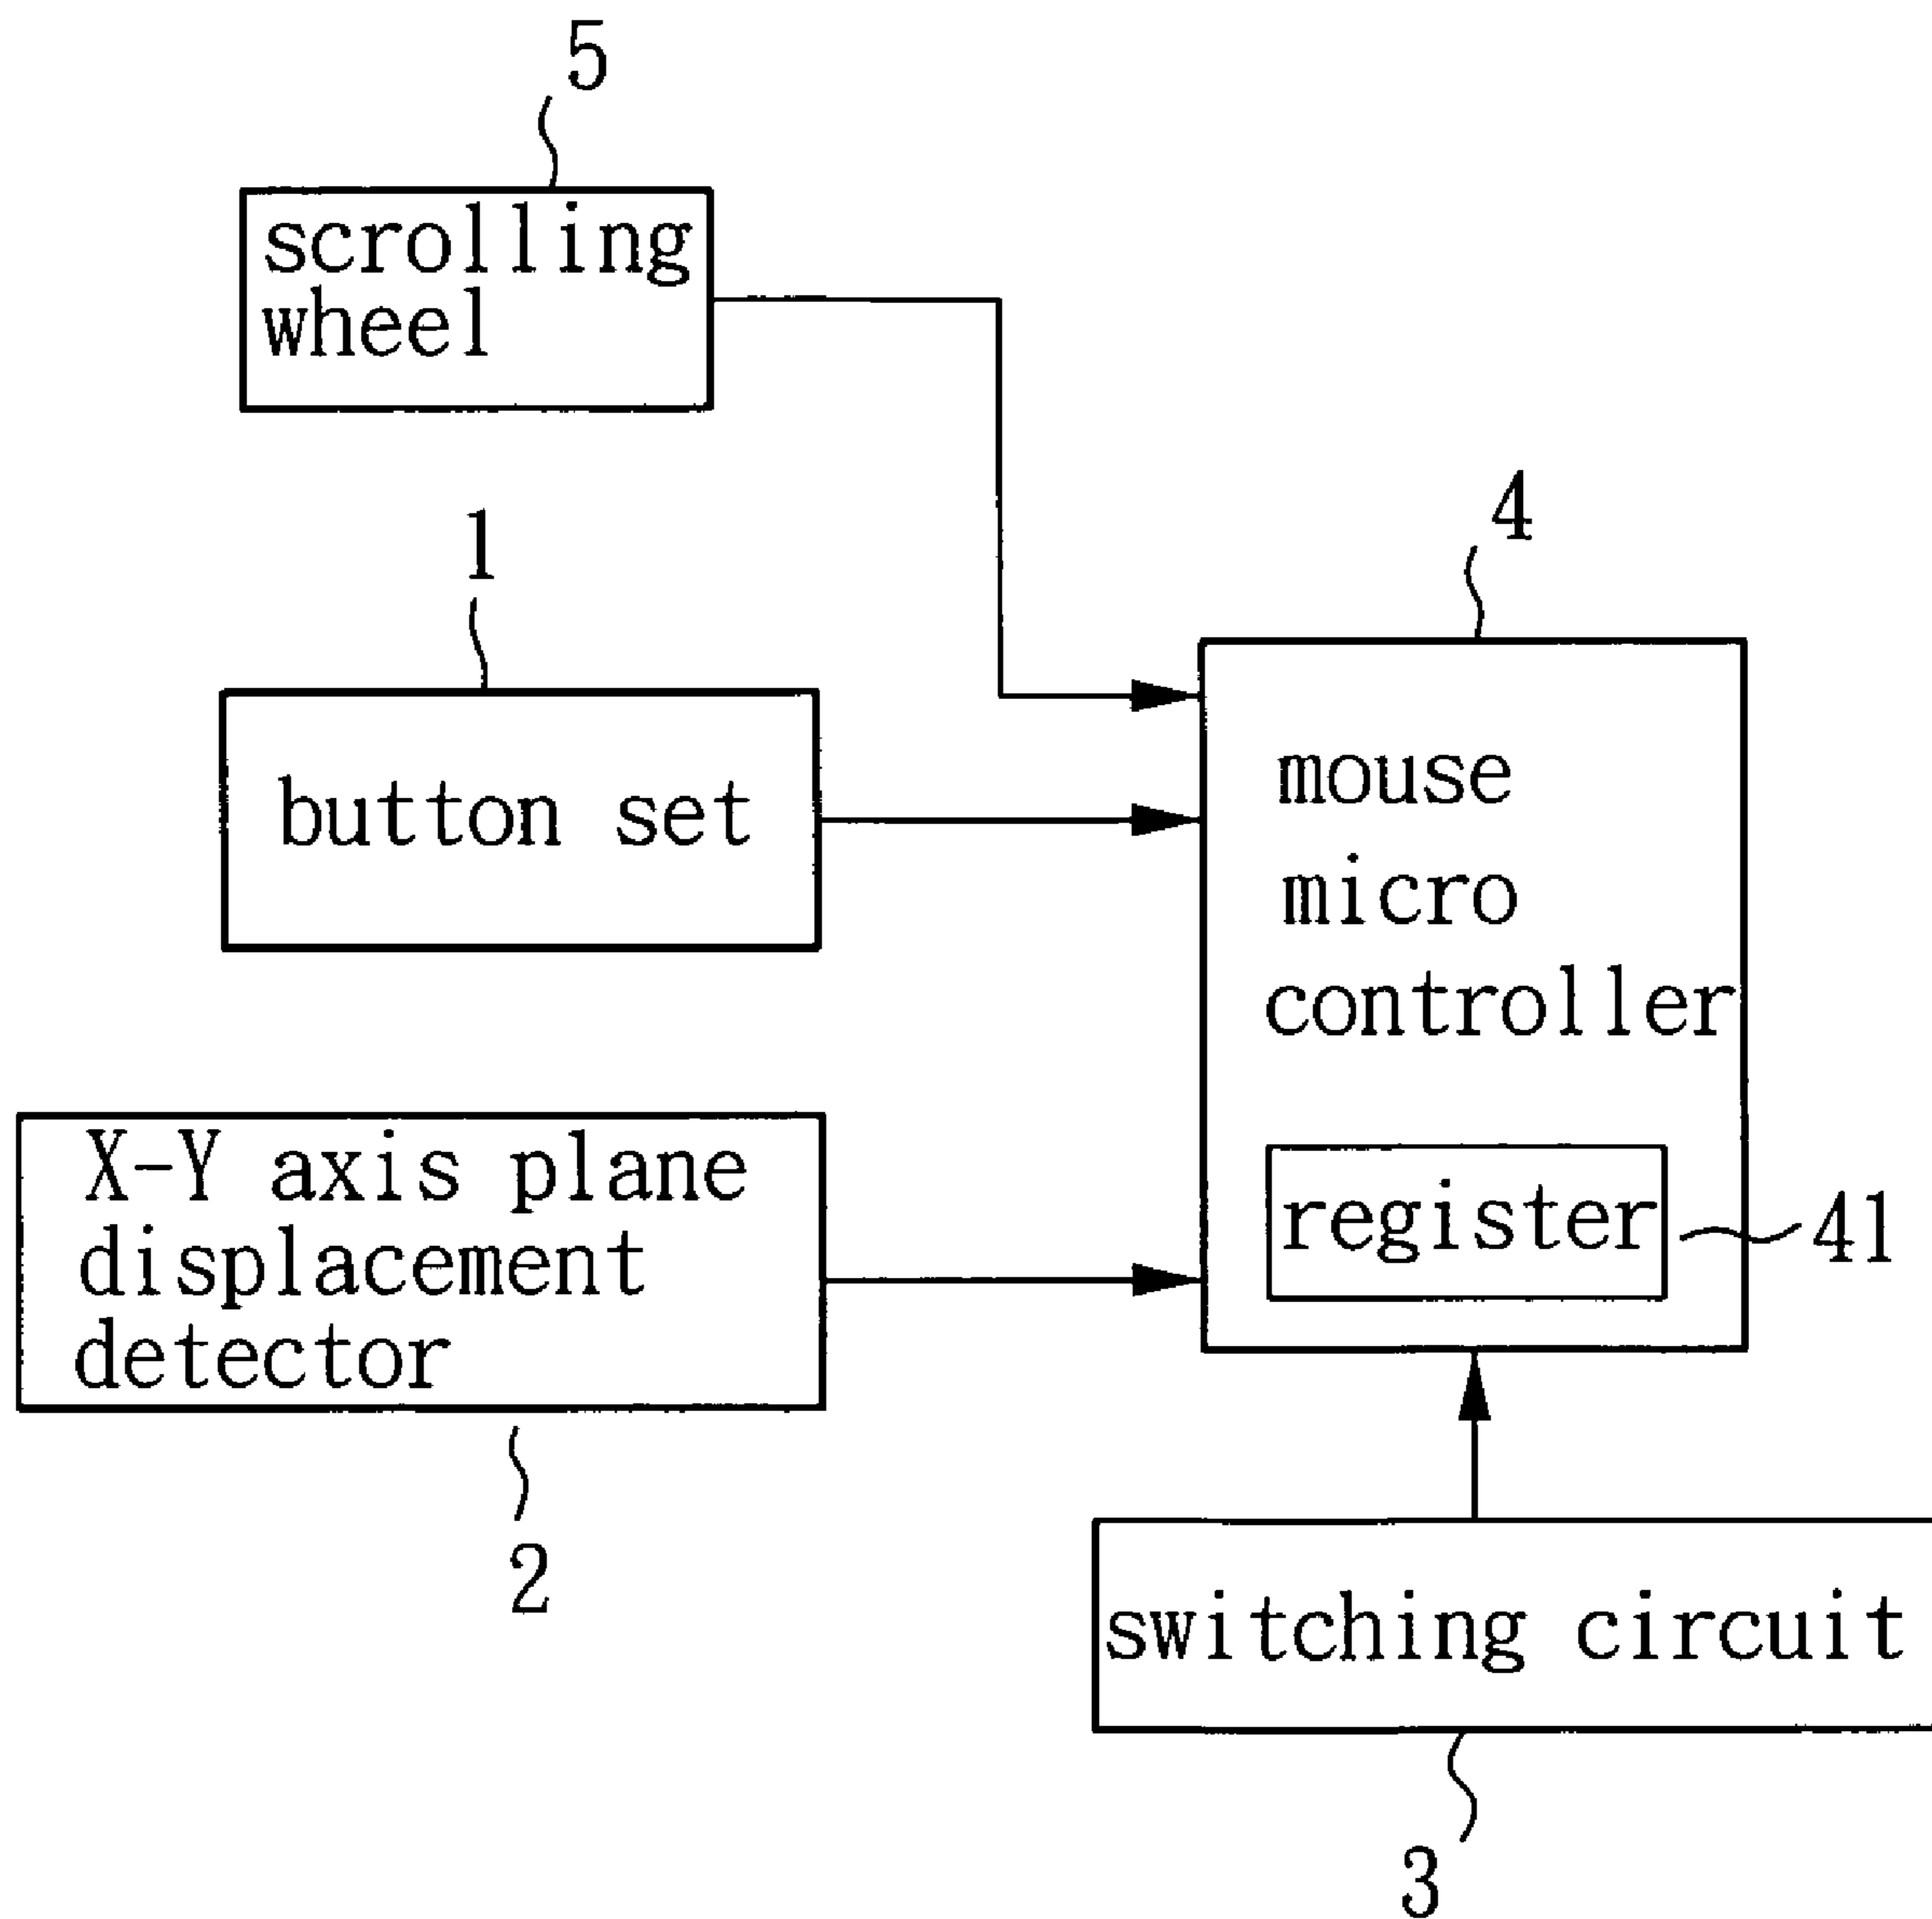 5
scrolling
wheel
1
button set
4
mouse
micro
controller
register
41
X-Y axis plane
displacement
detector
2
switching circuit
3